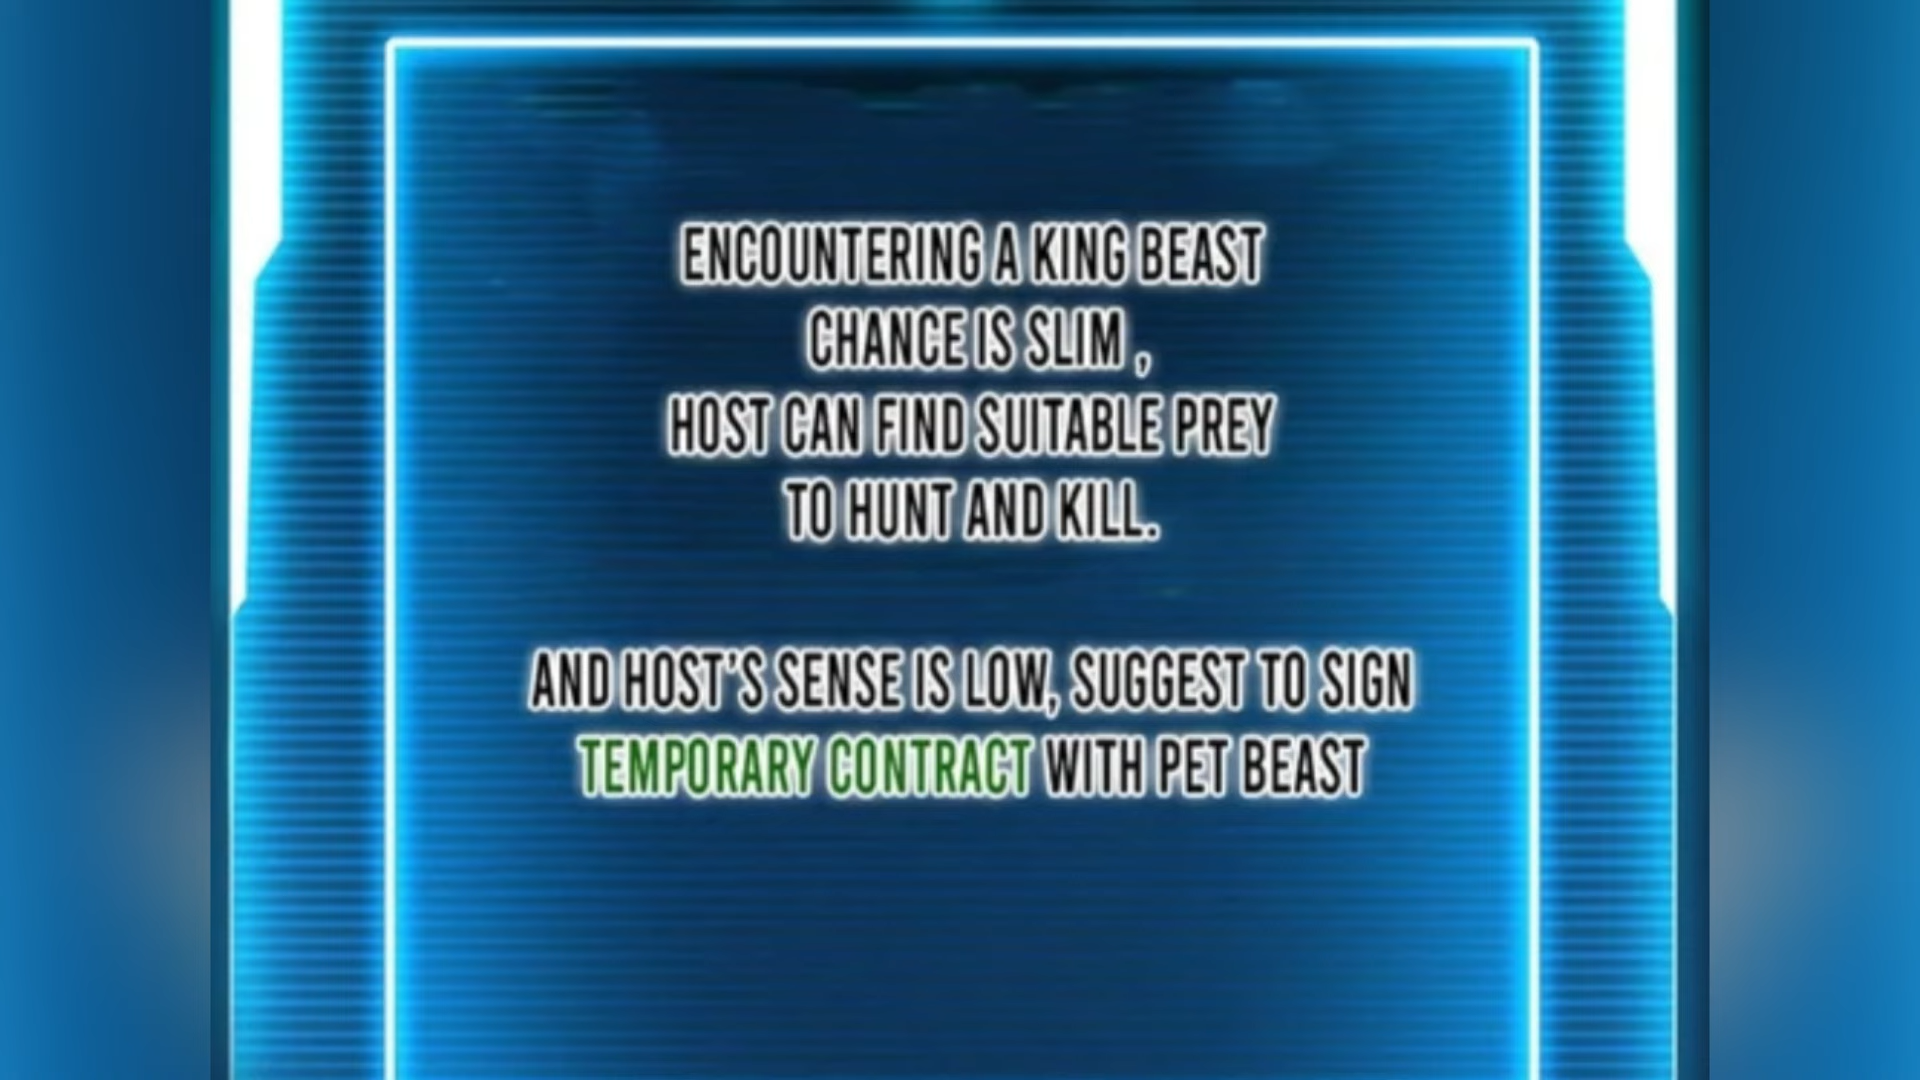 ENCOUNTERING A KING BEAST
CHANCE IS SLIM ,
HOST CAN FIND SUITABLE PREY
TO HUNT AND KILL.
AND HOST'S SENSE IS LOW, SUGGEST TO SIGN
TEMPORARY CONTRACT WITH PET BEAST